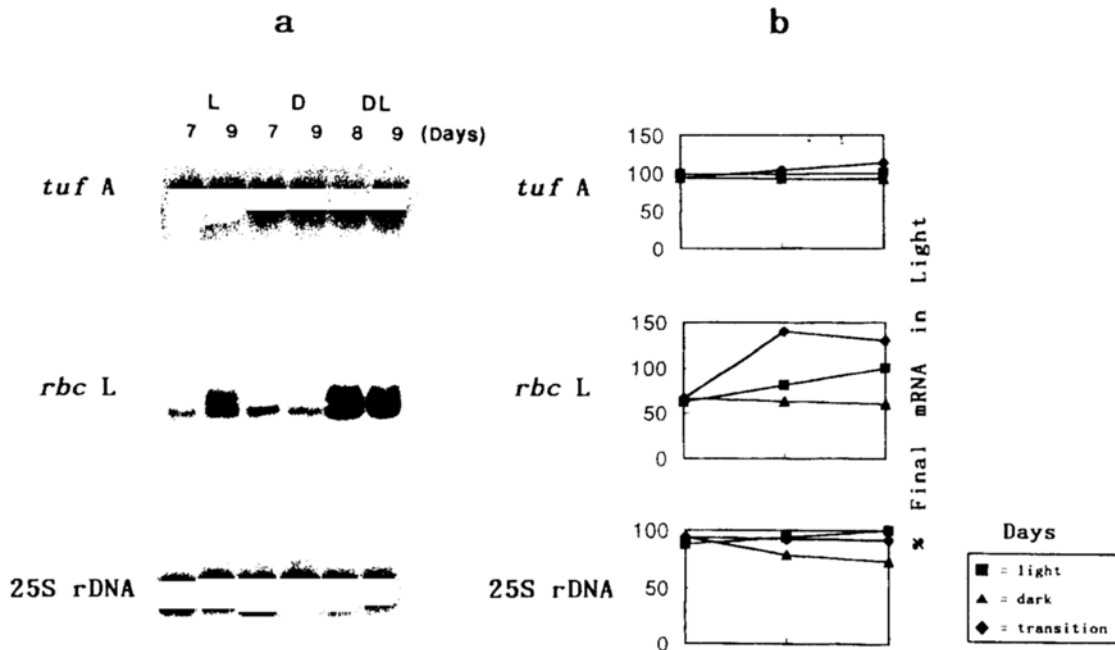 a
b
L D DL
7 9 7 9 8 9 (Days)
tuf A
rbc L
25S rDNA
tuf A
150
100
50
0
rbc L
150
100
50
0
25S rDNA
100
50
0
% Final mRNA in Light
Days
■ = light
▲ = dark
◆ = transition